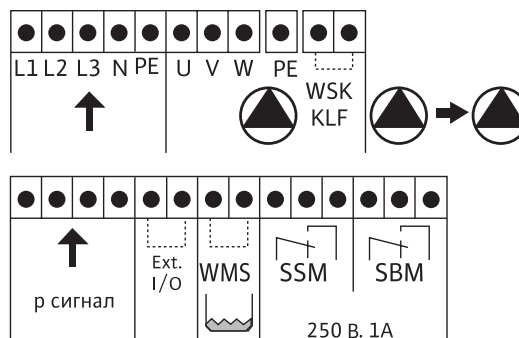 L1 L2 L3 N PE U V W PE
WSK
KLF
Ext.
I/O
WMS
SSM
SBM
р сигнал
250 В. 1А